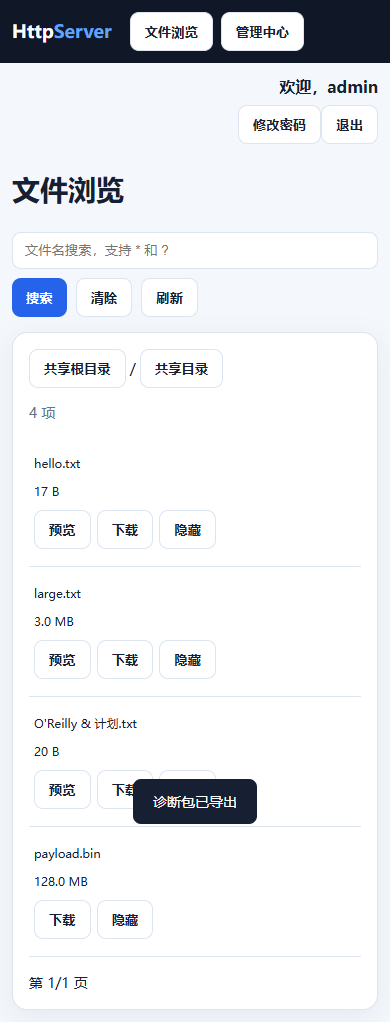 HttpServer 文件浏览 管理中心
欢迎，admin
修改密码 退出
文件浏览
文件名搜索，支持 * 和 ?
搜索 清除 刷新
共享根目录 / 共享目录
4 项
hello.txt
17 B
预览 下载 隐藏
large.txt
3.0 MB
预览 下载 隐藏
O'Reilly & 计划.txt
20 B
预览 下载
诊断包已导出
payload.bin
128.0 MB
下载 隐藏
第 1/1 页